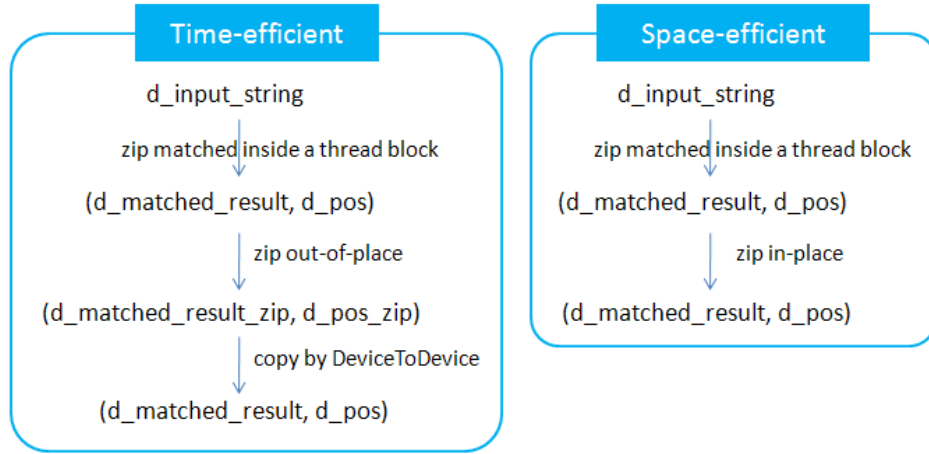 Time-efficient
d_input_string
zip matched inside a thread block
(d_matched_result, d_pos)
zip out-of-place
(d_matched_result_zip, d_pos_zip)
copy by DeviceToDevice
(d_matched_result, d_pos)
Space-efficient
d_input_string
zip matched inside a thread block
(d_matched_result, d_pos)
zip in-place
(d_matched_result, d_pos)